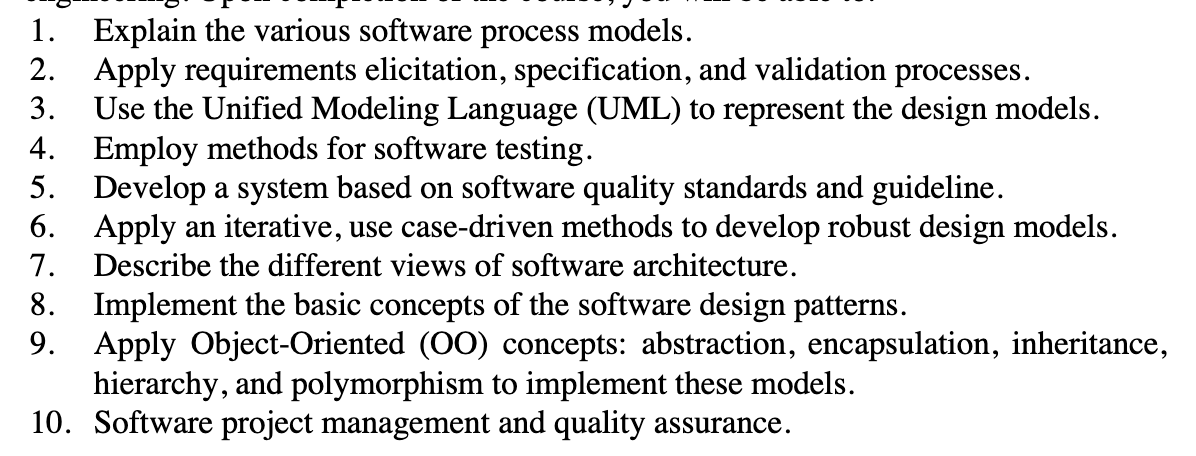 1. Explain the various software process models.
2. Apply requirements elicitation, specification, and validation processes.
3. Use the Unified Modeling Language (UML) to represent the design models.
4. Employ methods for software testing.
5. Develop a system based on software quality standards and guideline.
6. Apply an iterative, use case-driven methods to develop robust design models.
7. Describe the different views of software architecture.
8. Implement the basic concepts of the software design patterns.
9. Apply Object-Oriented (OO) concepts: abstraction, encapsulation, inheritance,
hierarchy, and polymorphism to implement these models.
10. Software project management and quality assurance.